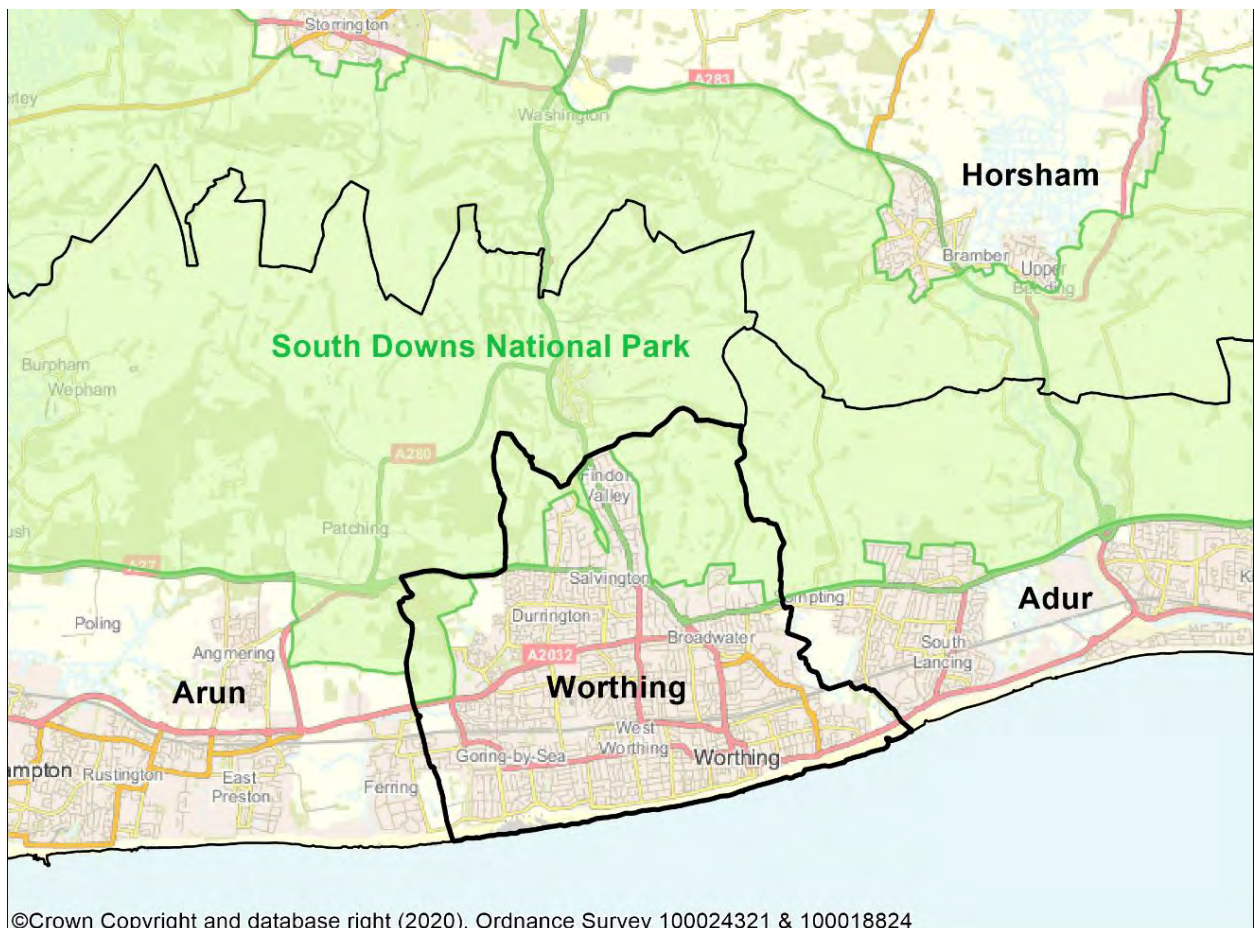 Storrington
A283
Washington
Horsham
Bramber
Upper
Beeding
South Downs National Park
Burpham
Wepham
A280
Findon
Valley
Patching
A27
Salvington
Adur
Poling
Durrington
Broadwater
South
Lancing
Angmering
A2032
Arun
Worthing
West
Worthing
Goring-by-Sea
Worthing
Rustington
East
Preston
Ferring
©Crown Copyright and database right (2020). Ordnance Survey 100024321 & 100018824